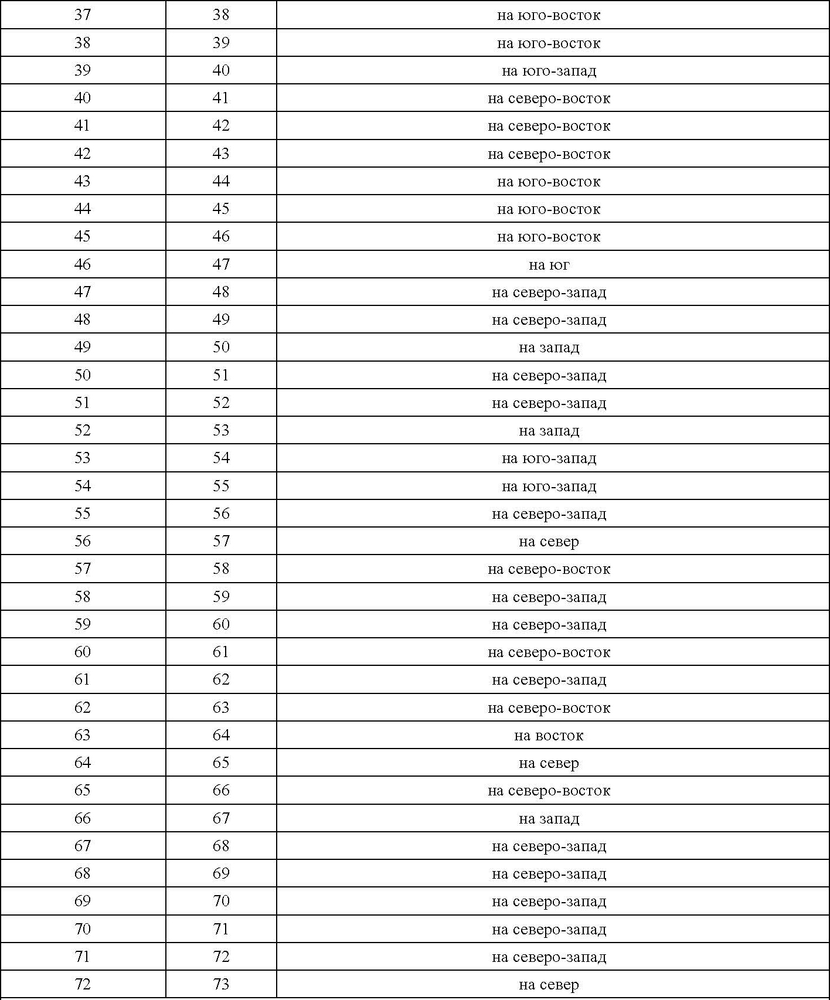 37 38 на юго-восток
38 39 на юго-восток
39 40 на юго-запад
40 41 на северо-восток
41 42 на северо-восток
42 43 на северо-восток
43 44 на юго-восток
44 45 на юго-восток
45 46 на юго-восток
46 47 на юг
47 48 на северо-запад
48 49 на северо-запад
49 50 на запад
50 51 на северо-запад
51 52 на северо-запад
52 53 на запад
53 54 на юго-запад
54 55 на юго-запад
55 56 на северо-запад
56 57 на север
57 58 на северо-восток
58 59 на северо-запад
59 60 на северо-запад
60 61 на северо-восток
61 62 на северо-запад
62 63 на северо-восток
63 64 на восток
64 65 на север
65 66 на северо-восток
66 67 на запад
67 68 на северо-запад
68 69 на северо-запад
69 70 на северо-запад
70 71 на северо-запад
71 72 на северо-запад
72 73 на север